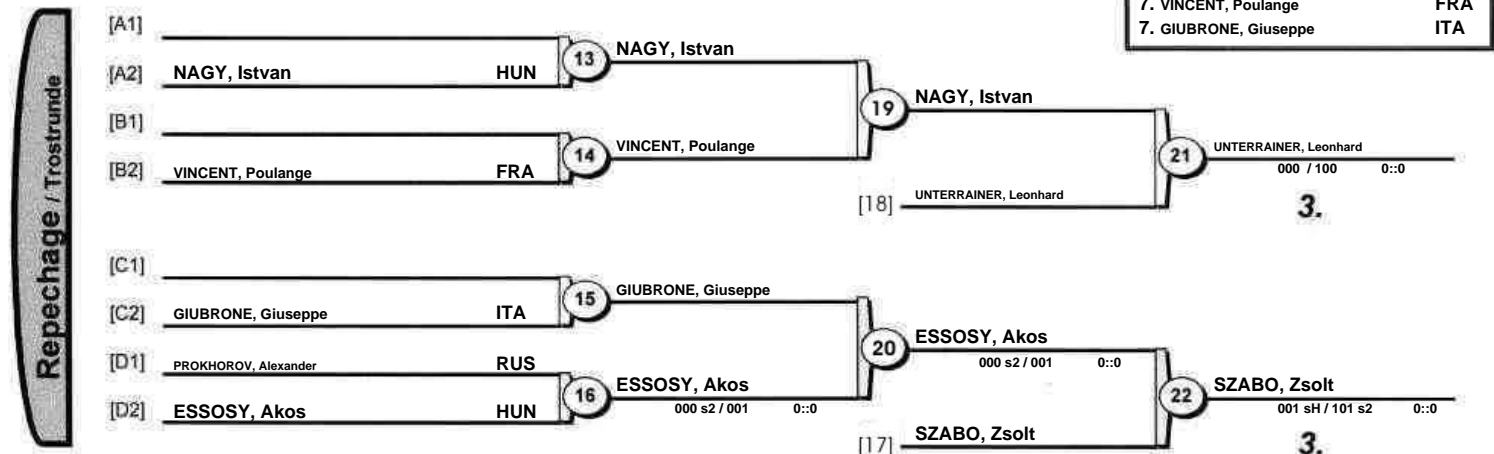 7. VINCENT, Poulange FRA
7. GIUBRONE, Giuseppe ITA
Repechage / Trostrunde
[A1]
[A2] NAGY, Istvan HUN
13 NAGY, Istvan
[B1]
[B2] VINCENT, Poulange FRA
14 VINCENT, Poulange
19 NAGY, Istvan
[18] UNTERRAINER, Leonhard
21 UNTERRAINER, Leonhard
000 / 100 0::0
3.
[C1]
[C2] GIUBRONE, Giuseppe ITA
15 GIUBRONE, Giuseppe
[D1] PROKHOROV, Alexander RUS
[D2] ESSOSY, Akos HUN
16 ESSOSY, Akos
000 s2 / 001 0::0
20 ESSOSY, Akos
000 s2 / 001 0::0
[17] SZABO, Zsolt
22 SZABO, Zsolt
001 sH / 101 s2 0::0
3.